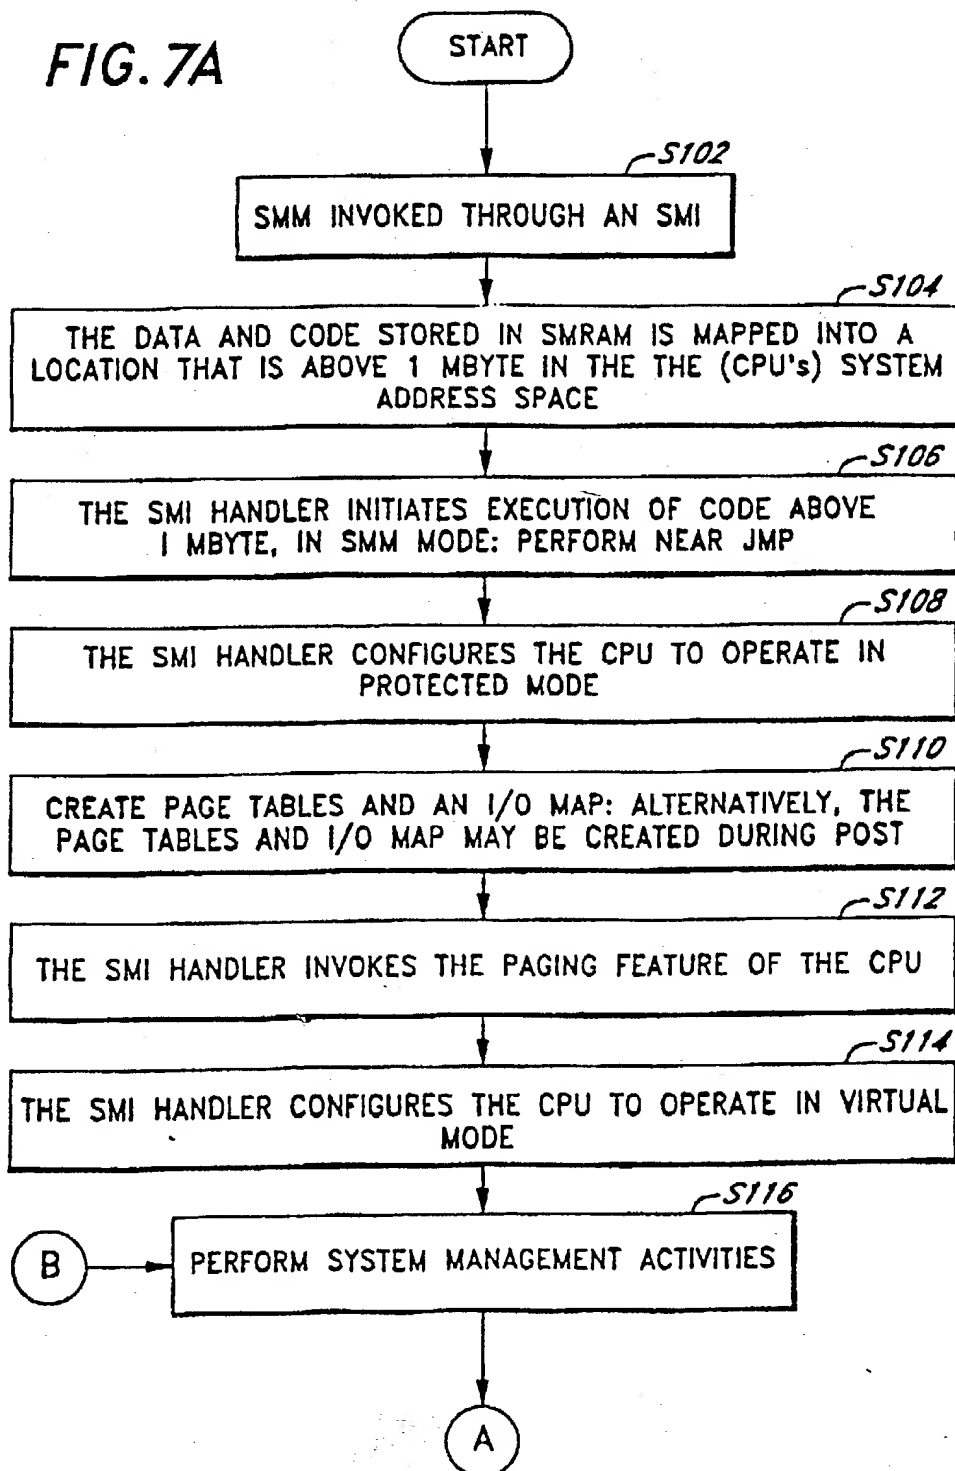 FIG. 7A
START
S102
SMM INVOKED THROUGH AN SMI
S104
THE DATA AND CODE STORED IN SMRAM IS MAPPED INTO A
LOCATION THAT IS ABOVE 1 MBYTE IN THE THE (CPU's) SYSTEM
ADDRESS SPACE
S106
THE SMI HANDLER INITIATES EXECUTION OF CODE ABOVE
1 MBYTE, IN SMM MODE: PERFORM NEAR JMP
S108
THE SMI HANDLER CONFIGURES THE CPU TO OPERATE IN
PROTECTED MODE
S110
CREATE PAGE TABLES AND AN I/O MAP: ALTERNATIVELY, THE
PAGE TABLES AND I/O MAP MAY BE CREATED DURING POST
S112
THE SMI HANDLER INVOKES THE PAGING FEATURE OF THE CPU
S114
THE SMI HANDLER CONFIGURES THE CPU TO OPERATE IN VIRTUAL
MODE
S116
B
PERFORM SYSTEM MANAGEMENT ACTIVITIES
A